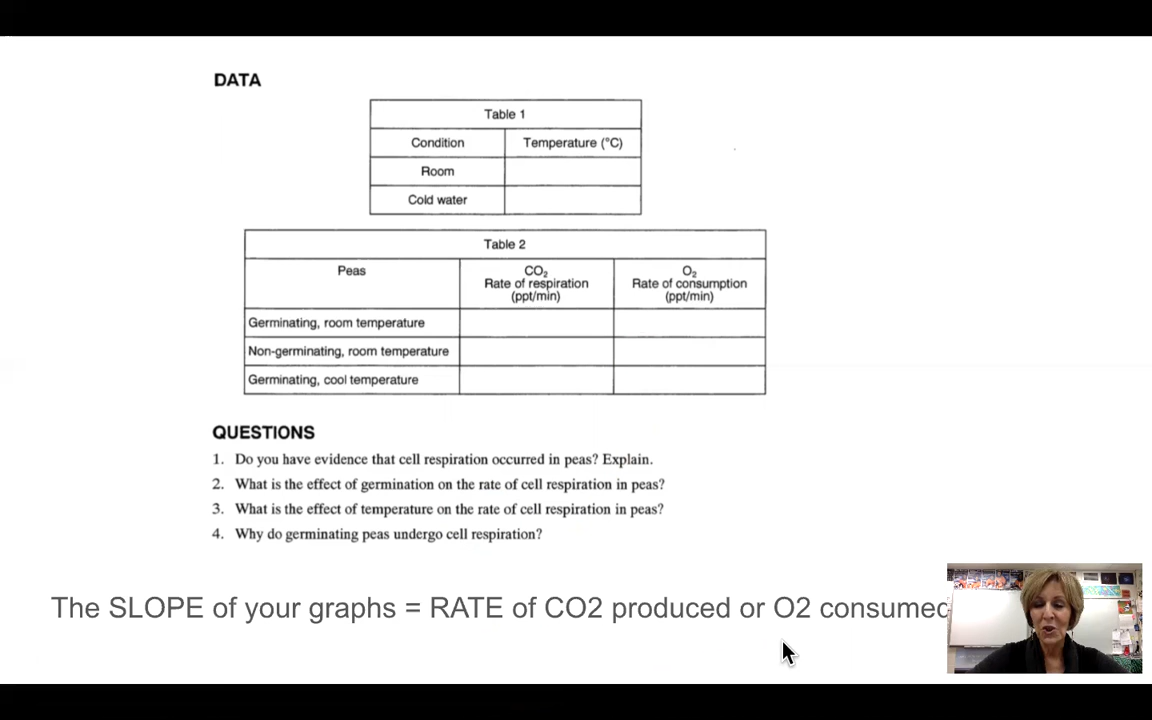 DATA
Table 1
Condition Temperature (°C)
Room
Cold water
Table 2
Peas CO₂ Rate of respiration (ppt/min) O₂ Rate of consumption (ppt/min)
Germinating, room temperature
Non-germinating, room temperature
Germinating, cool temperature
QUESTIONS
1. Do you have evidence that cell respiration occurred in peas? Explain.
2. What is the effect of germination on the rate of cell respiration in peas?
3. What is the effect of temperature on the rate of cell respiration in peas?
4. Why do germinating peas undergo cell respiration?
The SLOPE of your graphs = RATE of CO2 produced or O2 consumed